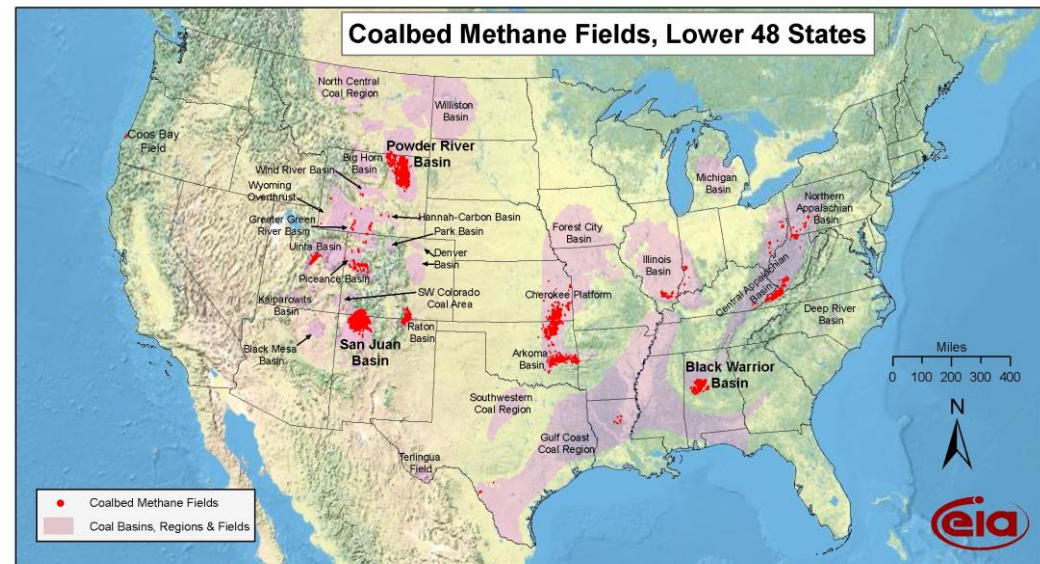 Coalbed Methane Fields, Lower 48 States
North Central
Coal Region
Williston
Basin
Coos Bay
Field
Powder River
Basin
Big Horn
Basin
Wind River Basin
Wyoming
Overthrust
Greater Green
River Basin
Hannah-Carbon Basin
Park Basin
Uinta Basin
Denver
Basin
Piceance Basin
SW Colorado
Coal Area
Kaiparowits
Basin
Black Mesa
Basin
San Juan
Basin
Raton
Basin
Forest City
Basin
Cherokee Platform
Arkoma
Basin
Southwestern
Coal Region
Gulf Coast
Coal Region
Terlingua
Field
Michigan
Basin
Illinois
Basin
Northern
Appalachian
Basin
Central Appalachian
Basin
Deep River
Basin
Black Warrior
Basin
Miles
0 100 200 300 400
N
Coalbed Methane Fields
Coal Basins, Regions & Fields
eia